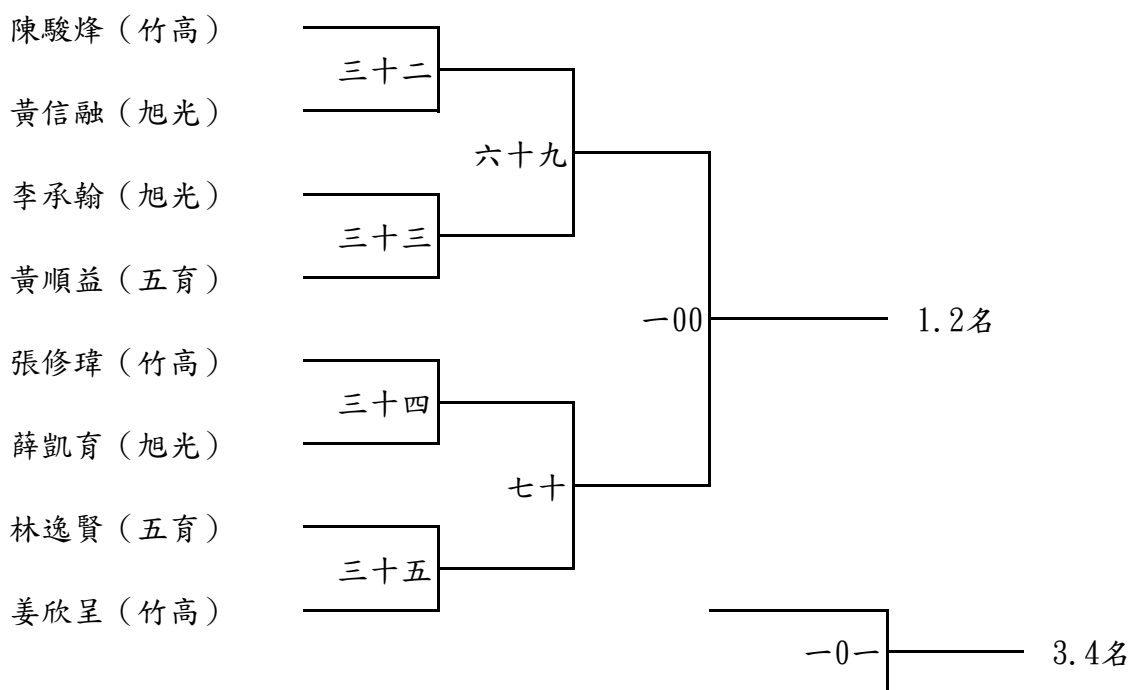 陳駿烽（竹高）
三十二
黃信融（旭光）
六十九
李承翰（旭光）
三十三
黃順益（五育）
一00
1.2名
張修瑋（竹高）
三十四
薛凱育（旭光）
七十
林逸賢（五育）
三十五
姜欣呈（竹高）
一0一
3.4名